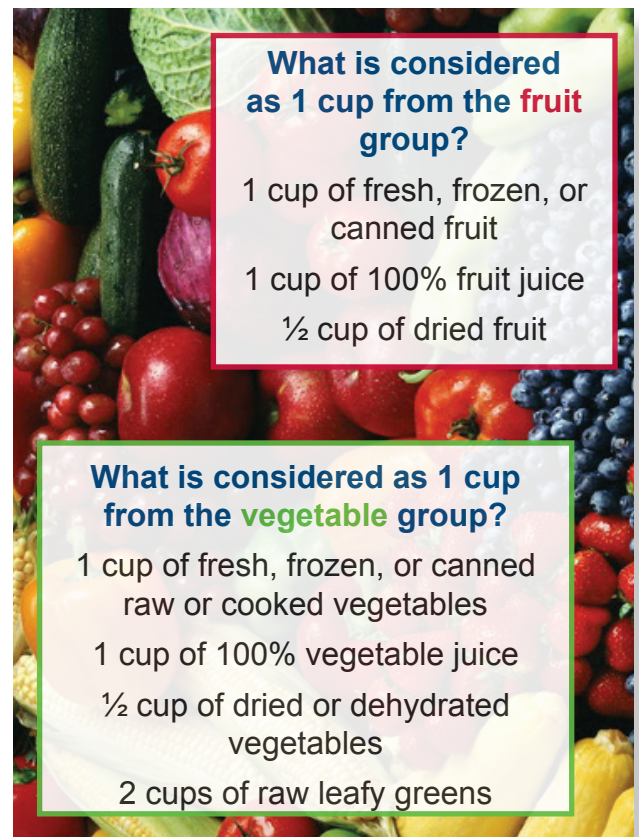 What is considered
as 1 cup from the fruit
group?
1 cup of fresh, frozen, or
canned fruit
1 cup of 100% fruit juice
½ cup of dried fruit
What is considered as 1 cup
from the vegetable group?
1 cup of fresh, frozen, or canned
raw or cooked vegetables
1 cup of 100% vegetable juice
½ cup of dried or dehydrated
vegetables
2 cups of raw leafy greens